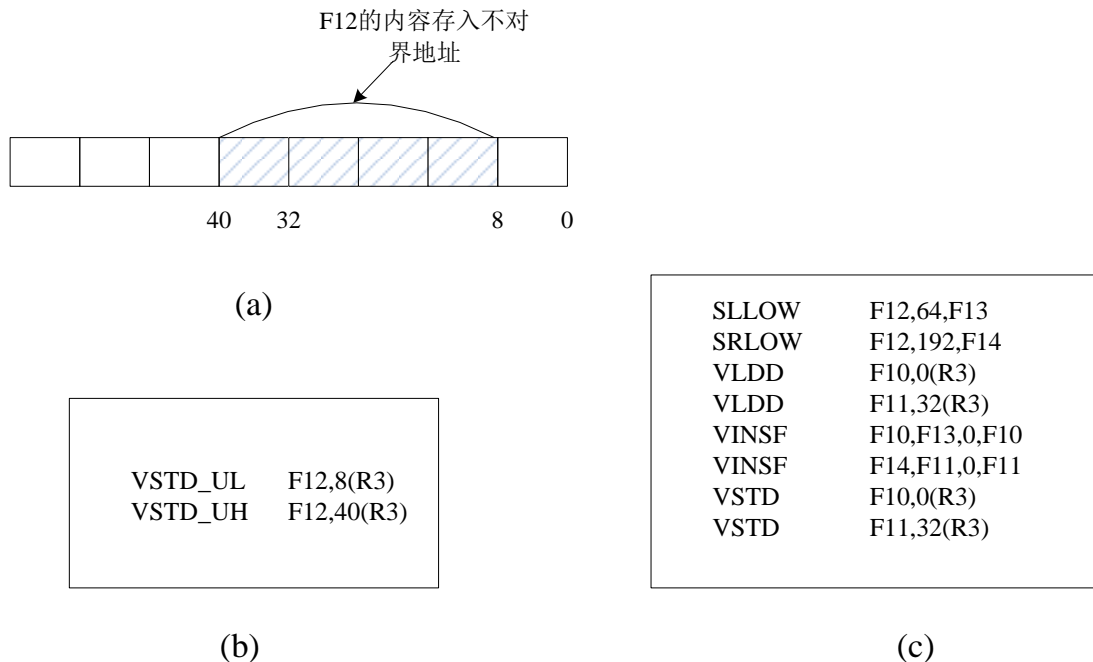 F12的内容存入不对
界地址
40 32 8 0
(a)
VSTD_UL F12,8(R3)
VSTD_UH F12,40(R3)
(b)
SLLOW F12,64,F13
SRLOW F12,192,F14
VLDD F10,0(R3)
VLDD F11,32(R3)
VINSF F10,F13,0,F10
VINSF F14,F11,0,F11
VSTD F10,0(R3)
VSTD F11,32(R3)
(c)